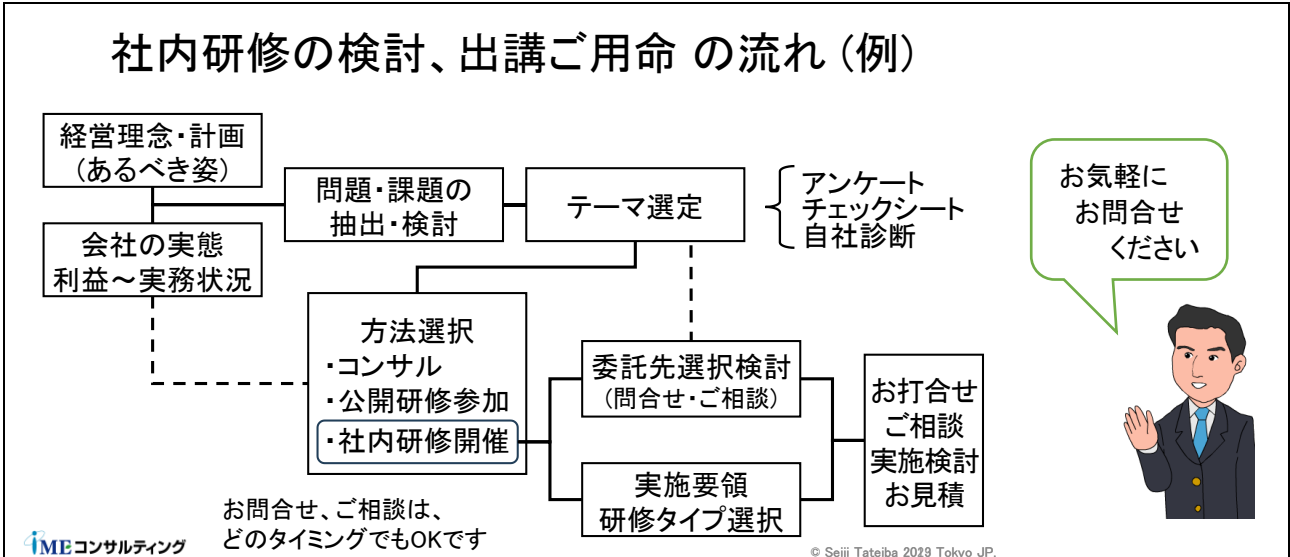 社内研修の検討、出講ご用命 の流れ（例）
経営理念・計画
（あるべき姿）
会社の実態
利益～実務状況
問題・課題の
抽出・検討
テーマ選定
アンケート
チェックシート
自社診断
方法選択
・コンサル
・公開研修参加
・社内研修開催
委託先選択検討
（問合せ・ご相談）
実施要領
研修タイプ選択
お打合せ
ご相談
実施検討
お見積
お気軽に
お問合せ
ください
お問合せ、ご相談は、
どのタイミングでもOKです
iMEコンサルティング
© Seiji Tateiba 2029 Tokyo JP.